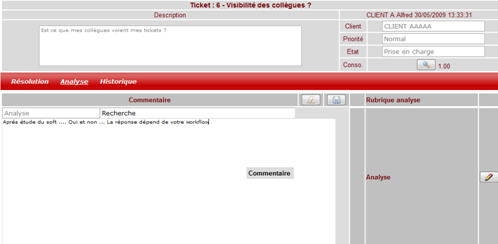 Ticket : 6 - Visibilité des collègues ?
Description
CLIENT A Alfred 30/05/2009 13:33:31
Est ce que mes collègues voient mes tickets ?
Client
CLIENT AAAAA
Priorité
Normal
Etat
Prise en charge
Conso.
1.00
Résolution Analyse Historique
Commentaire
Rubrique analyse
Analyse
Recherche
Aprés étude du soft .... Oui et non ... La réponse dépend de votre workflow
Commentaire
Analyse